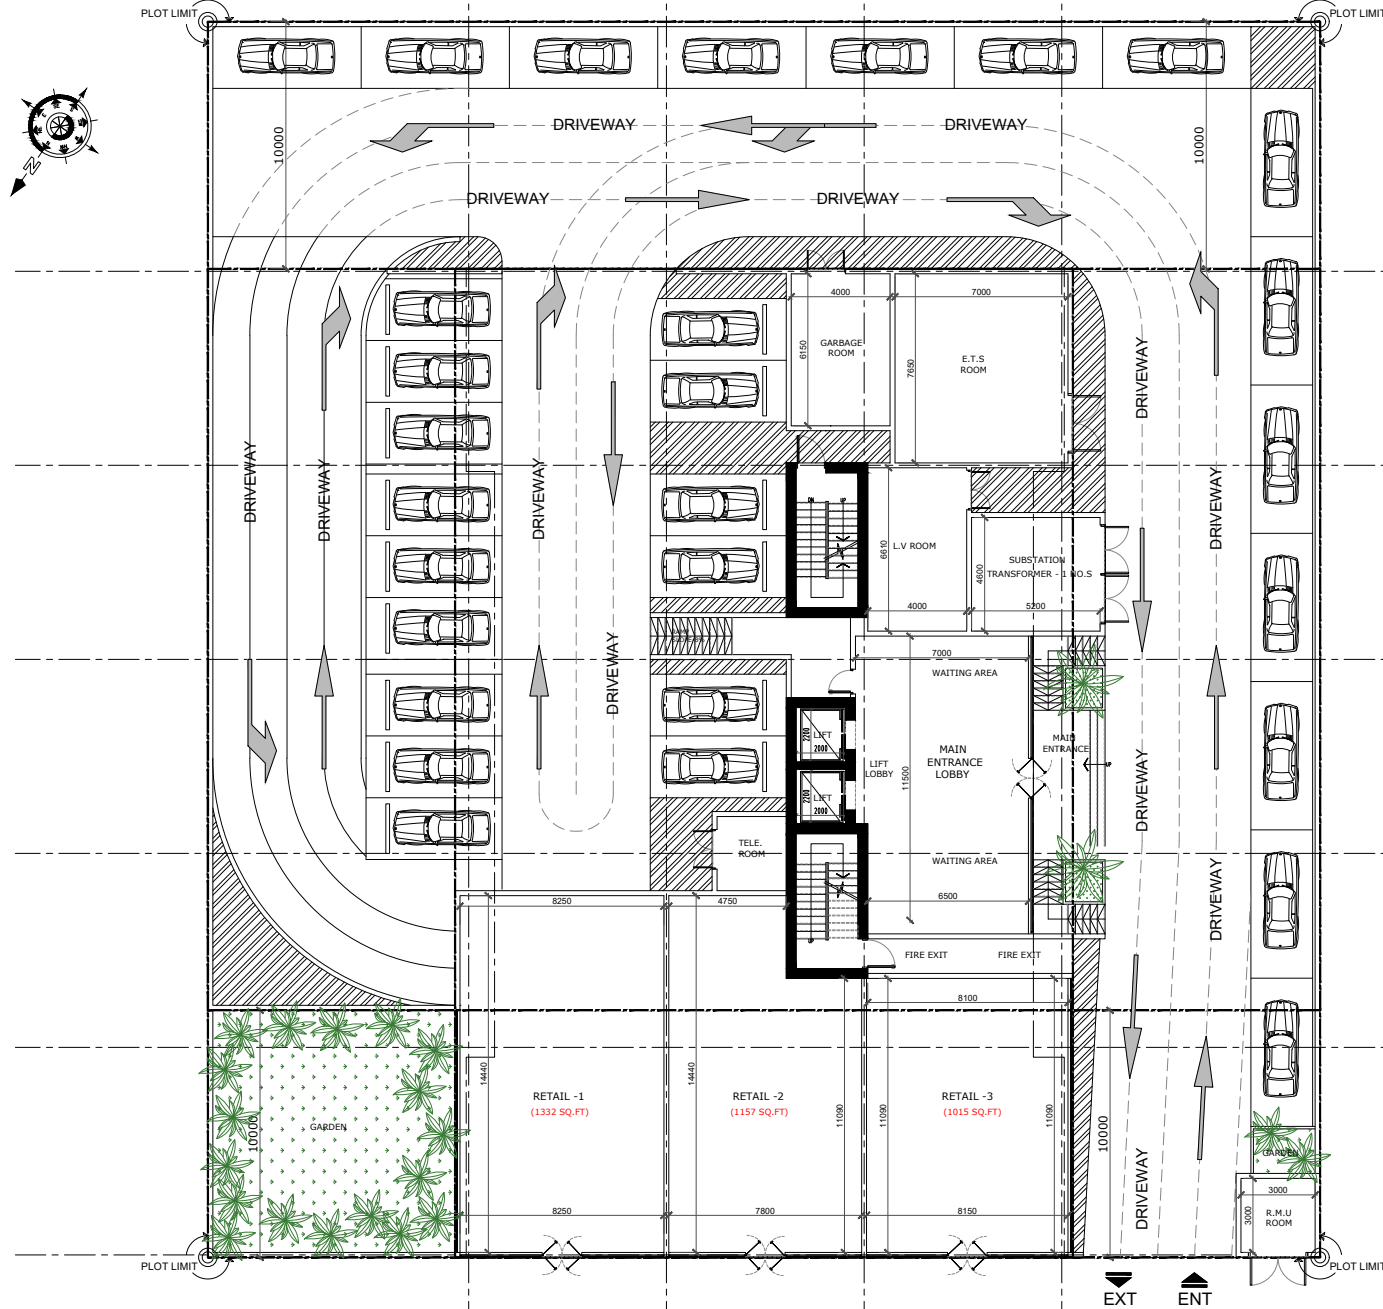 PLOT LIMIT
PLOT LIMIT
DRIVEWAY
DRIVEWAY
10000
10000
N
DRIVEWAY
DRIVEWAY
4000
7000
GARBAGE
ROOM
6150
E.T.S
ROOM
7650
DRIVEWAY
DRIVEWAY
DRIVEWAY
DRIVEWAY
DRIVEWAY
DN
UP
L.V ROOM
6610
SUBSTATION
TRANSFORMER - 1 NO.S
4600
4000
5200
DRIVEWAY
7000
WAITING AREA
LIFT
2200
2000
LIFT
LOBBY
MAIN
ENTRANCE
LOBBY
11500
MAIN
ENTRANCE
UP
DRIVEWAY
LIFT
2200
2000
TELE.
ROOM
WAITING AREA
6500
DRIVEWAY
8250
4750
UP
FIRE EXIT
FIRE EXIT
8100
14440
14440
11090
11090
11090
RETAIL -1
(1332 SQ.FT)
RETAIL -2
(1157 SQ.FT)
RETAIL -3
(1015 SQ.FT)
GARDEN
10000
10000
GARDEN
DRIVEWAY
8250
7800
8150
3000
3000
R.M.U
ROOM
PLOT LIMIT
PLOT LIMIT
EXT
ENT